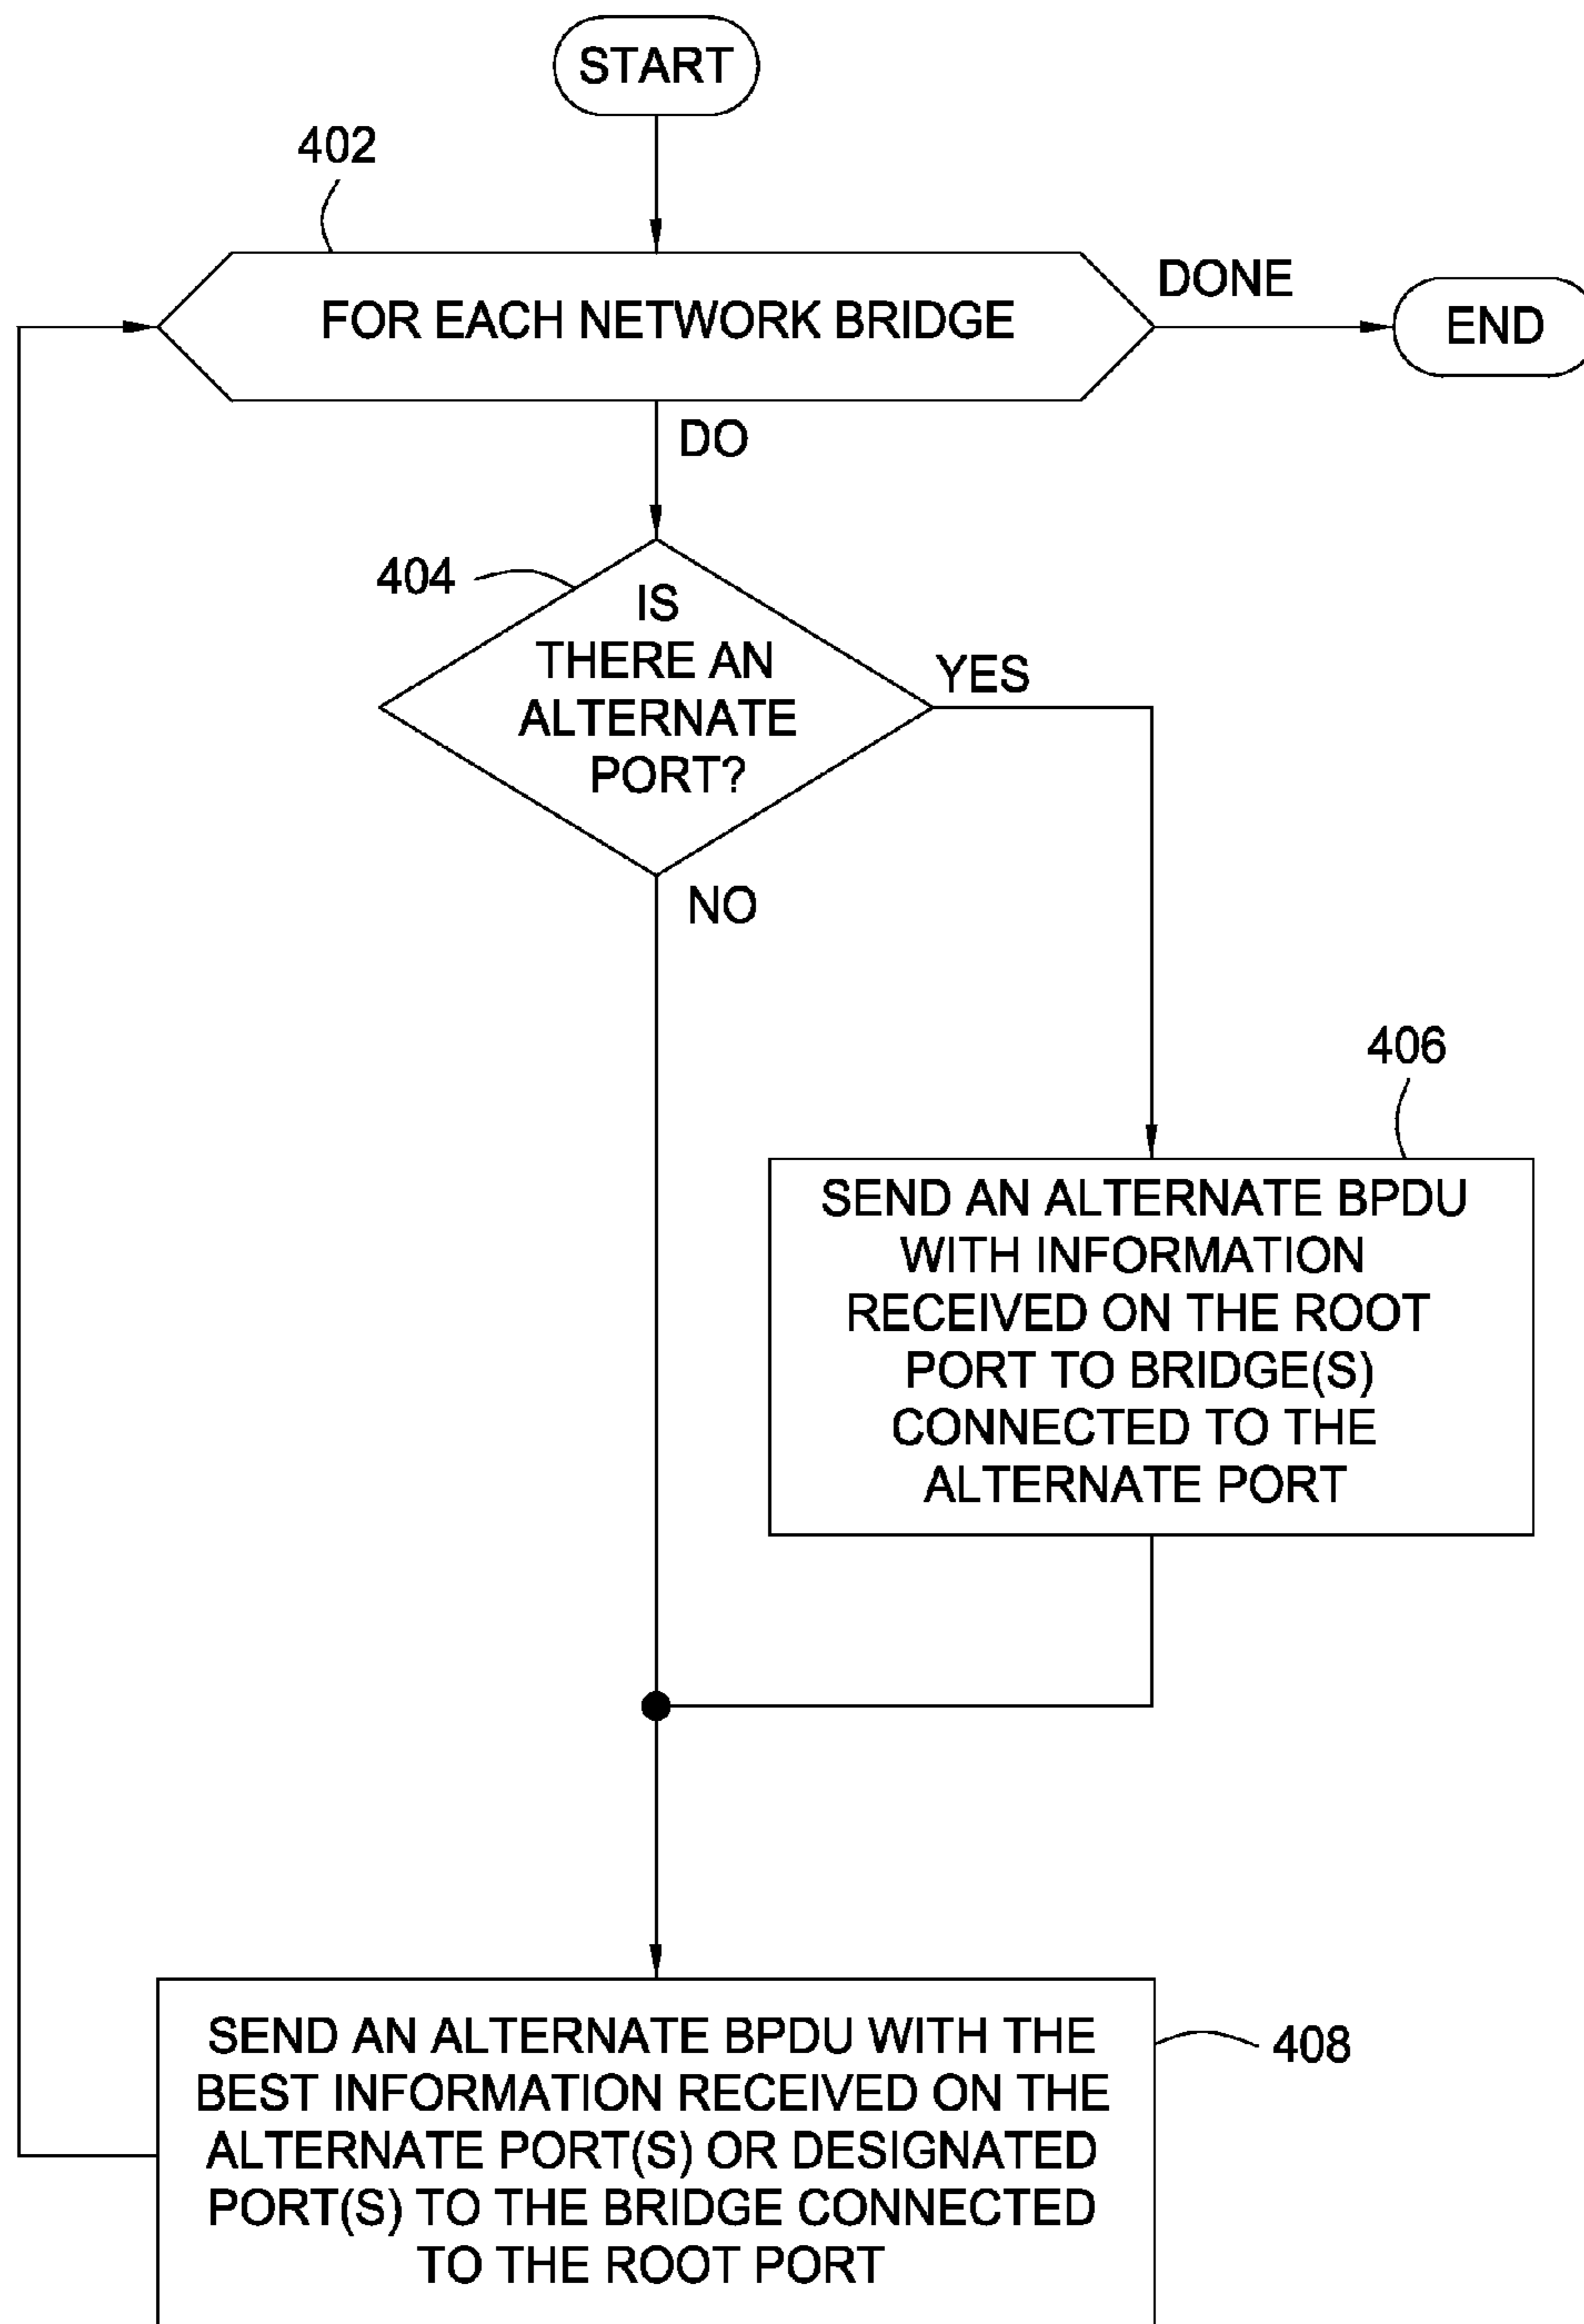 START
402
FOR EACH NETWORK BRIDGE
DONE
END
DO
404
IS
THERE AN
ALTERNATE
PORT?
YES
NO
406
SEND AN ALTERNATE BPDU
WITH INFORMATION
RECEIVED ON THE ROOT
PORT TO BRIDGE(S)
CONNECTED TO THE
ALTERNATE PORT
SEND AN ALTERNATE BPDU WITH THE
BEST INFORMATION RECEIVED ON THE
ALTERNATE PORT(S) OR DESIGNATED
PORT(S) TO THE BRIDGE CONNECTED
TO THE ROOT PORT
408